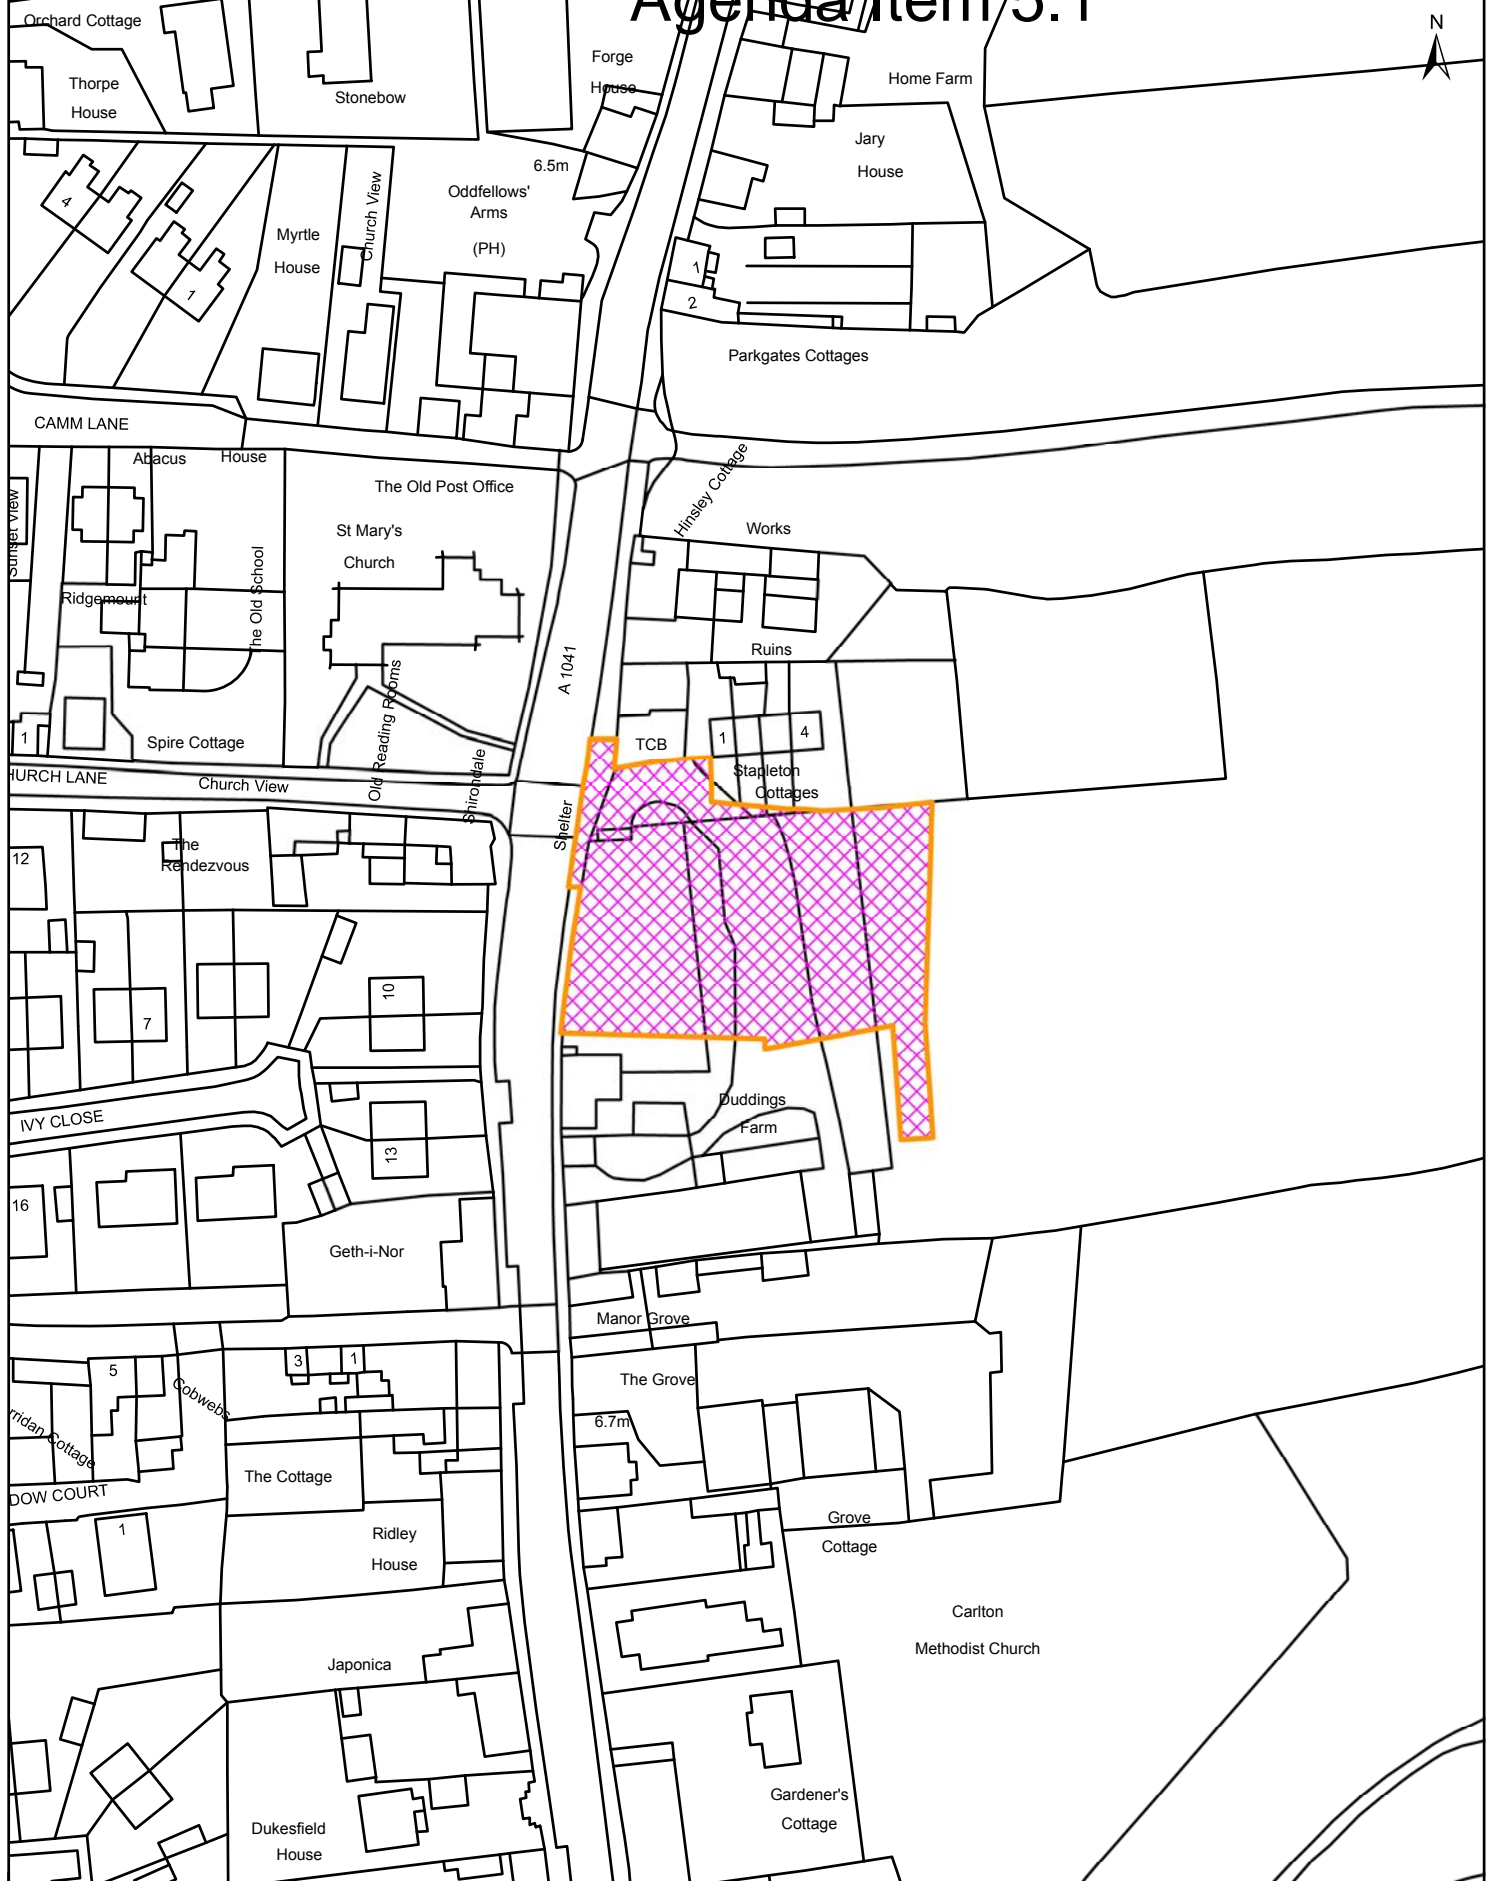 Agenda Item 5.1
N
Orchard Cottage
Thorpe
House
Stonebow
Forge
House
Home Farm
Jary
House
6.5m
4
1
Myrtle
House
Church View
Oddfellows'
Arms
(PH)
1
2
Parkgates Cottages
CAMM LANE
Abacus House
The Old Post Office
Hinsley Cottage
Works
Sunset View
St Mary's
Church
Ridgemount
The Old School
Ruins
A 1041
Old Reading Rooms
1
Spire Cottage
TCB
1
4
Stapleton
Cottages
HURCH LANE
Church View
Shirondale
Shelter
12
The
Rendezvous
7
10
Duddings
Farm
IVY CLOSE
13
16
Geth-i-Nor
Manor Grove
5
3
1
Cobwebs
The Grove
6.7m
rridan Cottage
The Cottage
DOW COURT
1
Ridley
House
Grove
Cottage
Carlton
Methodist Church
Japonica
Gardener's
Cottage
Dukesfield
House